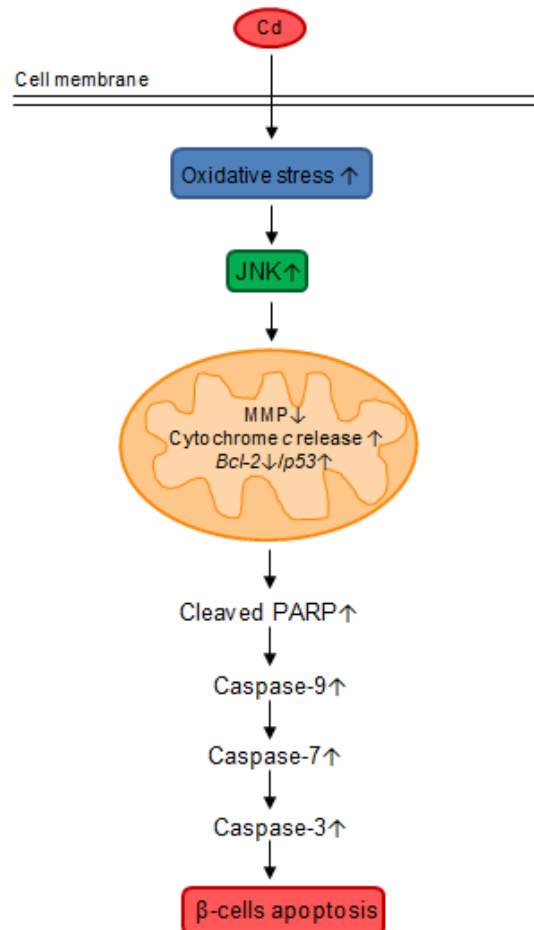 Cd
Cell membrane
Oxidative stress ↑
JNK↑
MMP↓
Cytochrome c release ↑
Bcl-2↓/p53↑
Cleaved PARP↑
Caspase-9↑
Caspase-7↑
Caspase-3↑
β-cells apoptosis